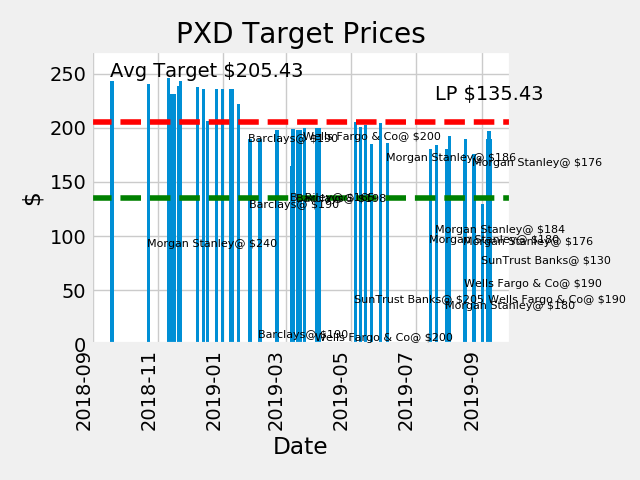 PXD Target Prices
Avg Target $205.43
LP $135.43
250
200
150
100
50
0
$
Barclays@ $190
Wells Fargo & Co@ $200
Morgan Stanley@ $186
Morgan Stanley@ $176
Barclays@ $190
Morgan Stanley@ $240
Morgan Stanley@ $184
Morgan Stanley@ $180
Morgan Stanley@ $176
SunTrust Banks@ $130
Wells Fargo & Co@ $190
SunTrust Banks@ $205
Wells Fargo & Co@ $190
Morgan Stanley@ $180
Barclays@ $190
Wells Fargo & Co@ $200
2018-09
2018-11
2019-01
2019-03
2019-05
2019-07
2019-09
Date